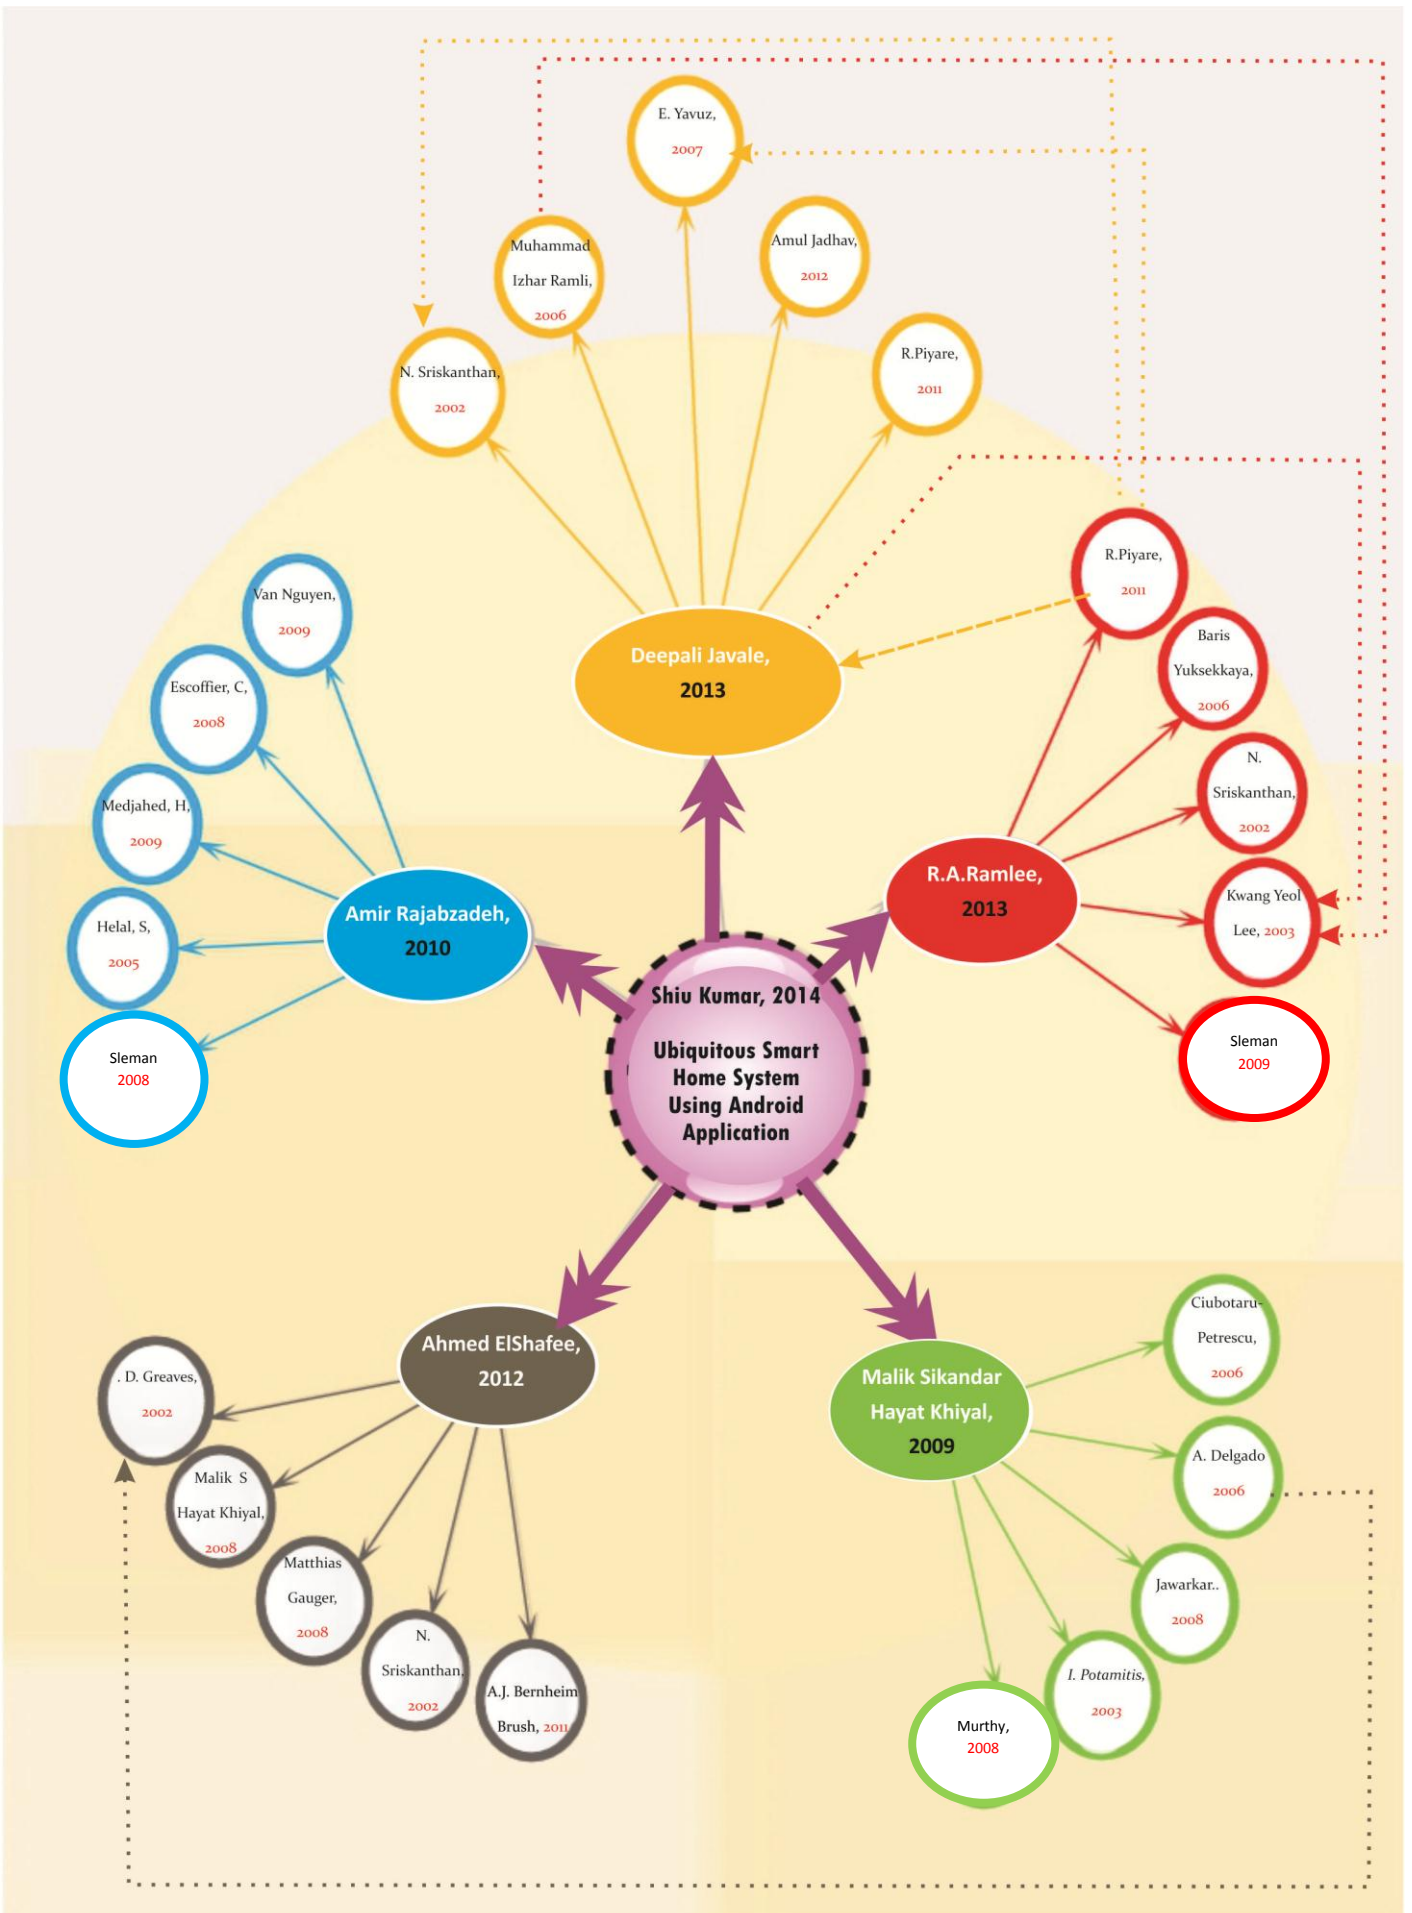 E. Yavuz,
2007
Muhammad
Izhar Ramli,
2006
Amul Jadhav,
2012
N. Sriskanthan,
2002
R.Piyare,
2011
Deepali Javale,
2013
R.Piyare,
2011
Baris
Yuksekkaya,
2006
N.
Sriskanthan,
2002
Kwang Yeol
Lee, 2003
Sleman
2009
R.A.Ramlee,
2013
Van Nguyen,
2009
Escoffier, C,
2008
Medjahed, H,
2009
Helal, S,
2005
Sleman
2008
Amir Rajabzadeh,
2010
Shiu Kumar, 2014
Ubiquitous Smart
Home System
Using Android
Application
Ahmed ElShafee,
2012
. D. Greaves,
2002
Malik S
Hayat Khiyal,
2008
Matthias
Gauger,
2008
N.
Sriskanthan,
2002
A.J. Bernheim
Brush, 2011
Malik Sikandar
Hayat Khiyal,
2009
Ciubotaru-
Petrescu,
2006
A. Delgado
2006
Jawarkar..
2008
I. Potamitis,
2003
Murthy,
2008